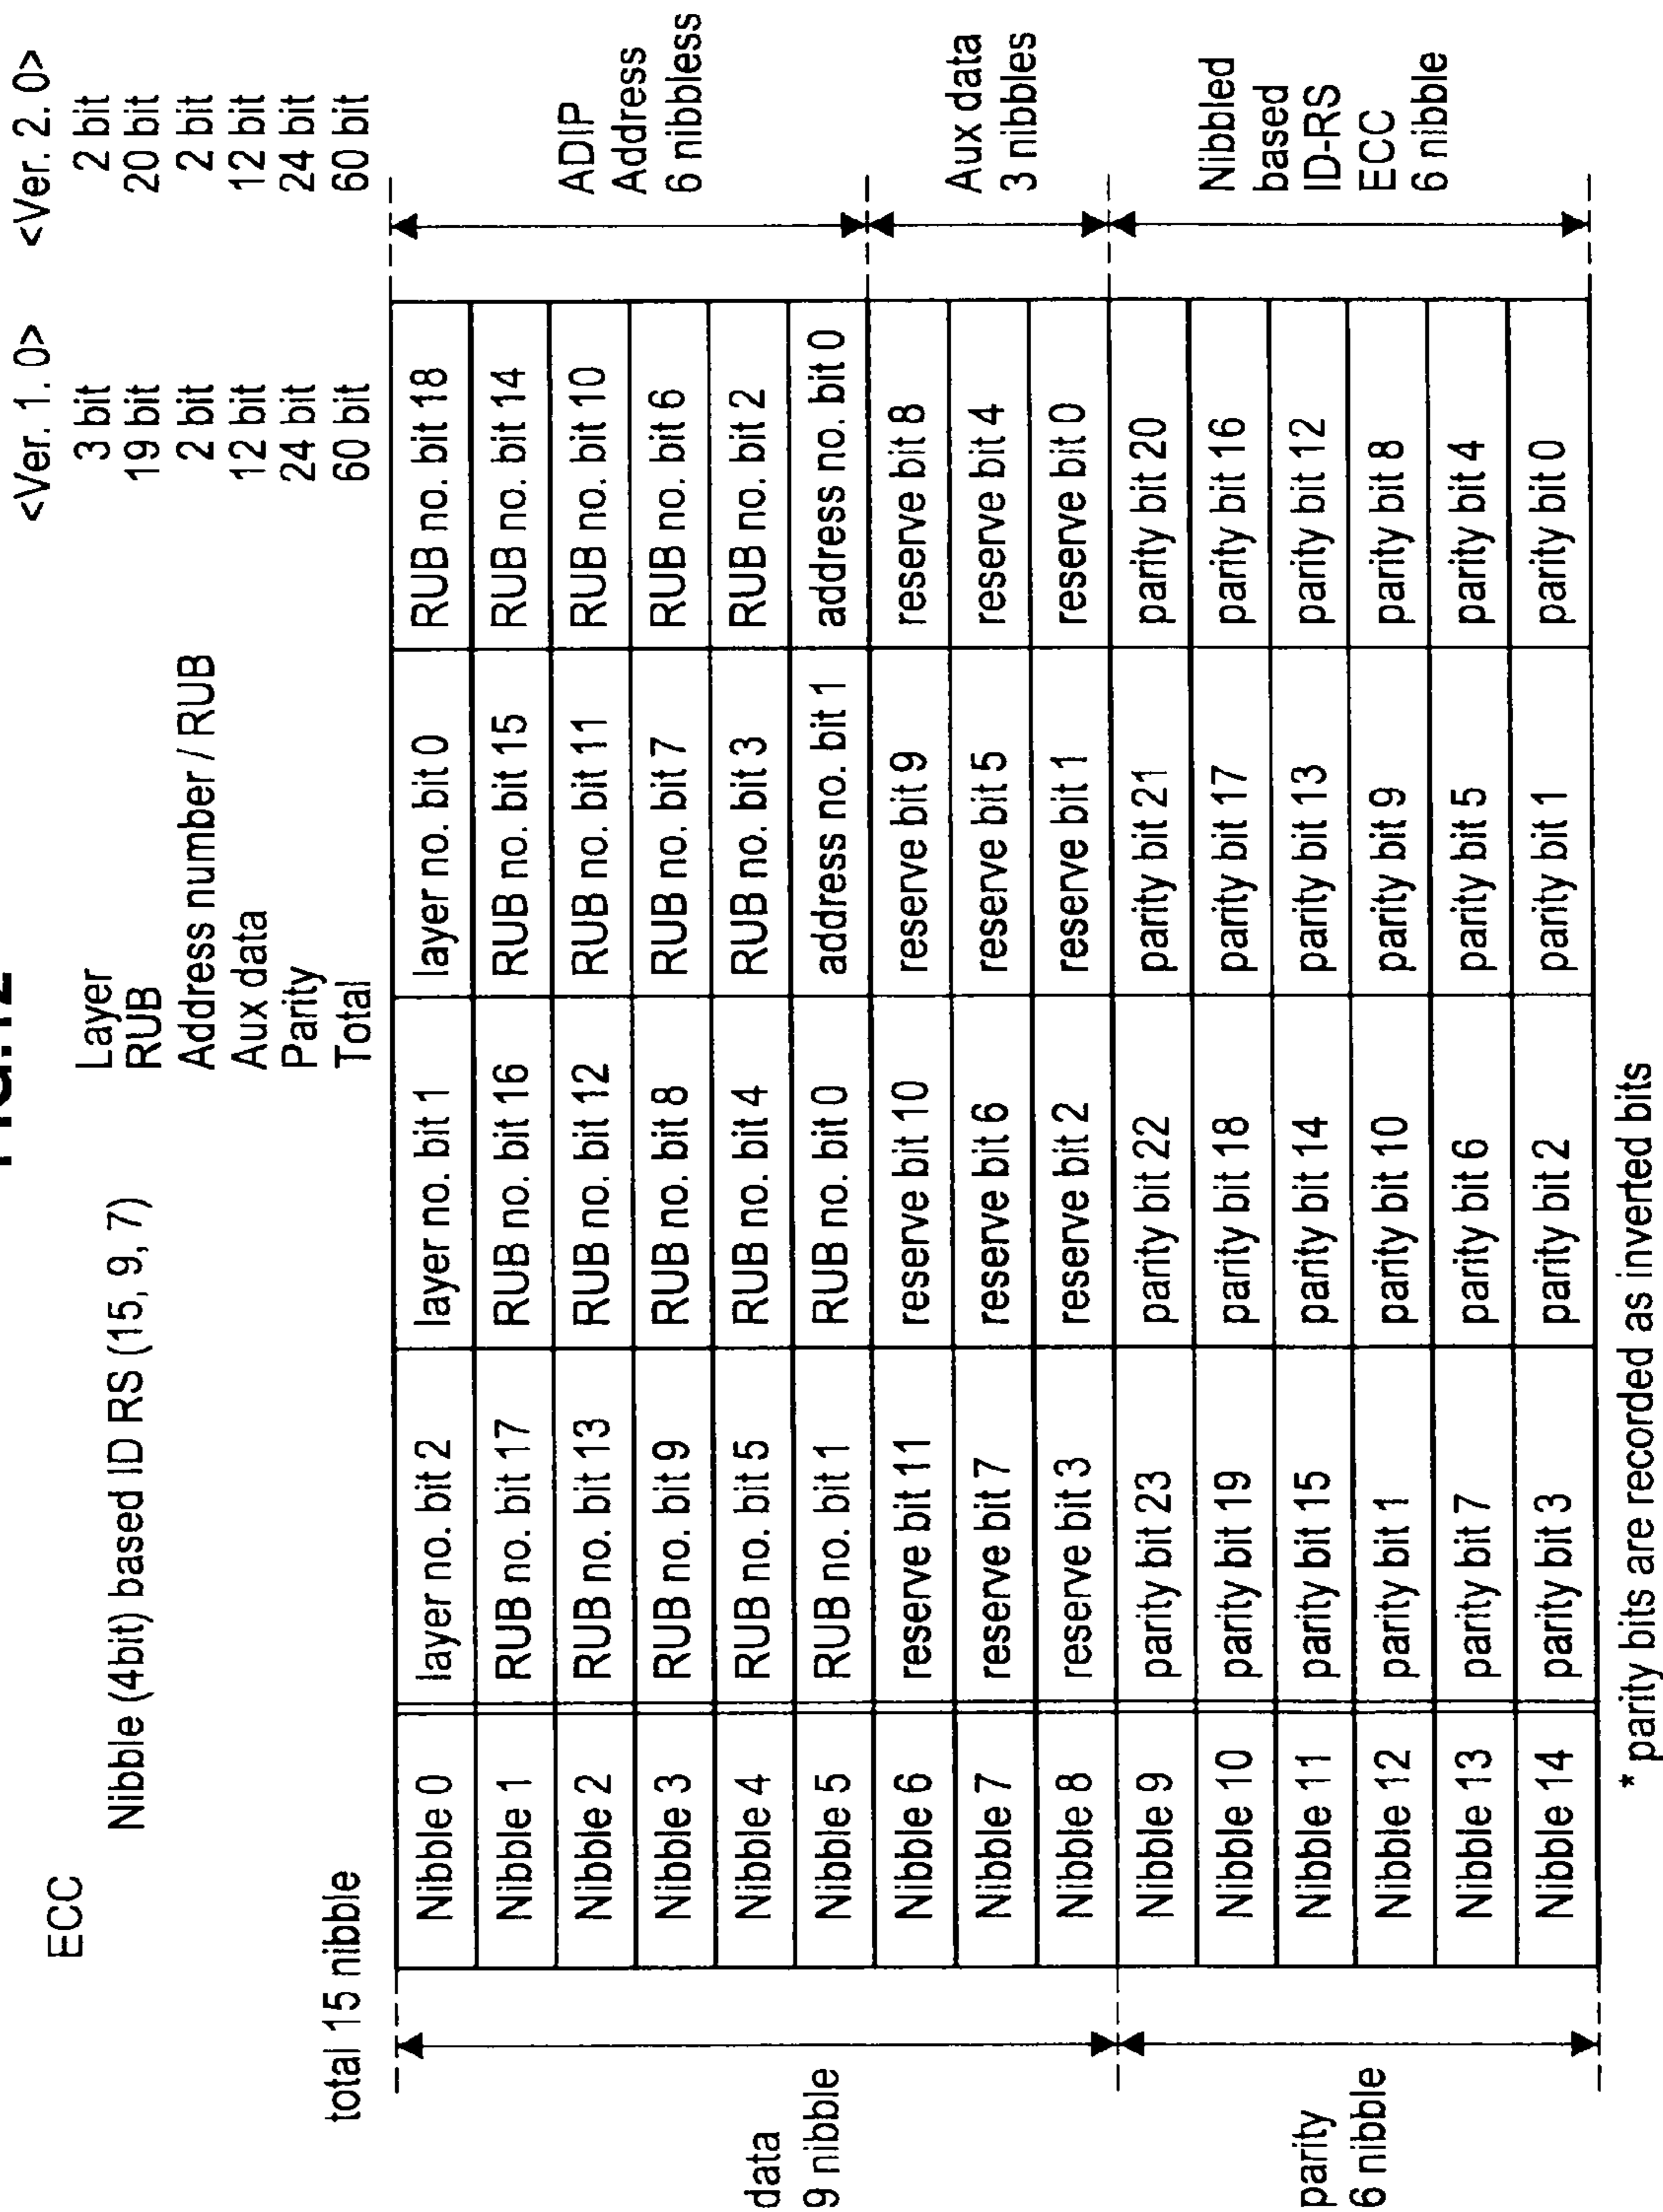 FIG.12
ECC
Nibble (4bit) based ID RS (15, 9, 7)
<Ver. 1. 0> <Ver. 2. 0>
Layer 3 bit 2 bit
RUB 19 bit 20 bit
Address number / RUB 2 bit 2 bit
Aux data 12 bit 12 bit
Parity 24 bit 24 bit
Total 60 bit 60 bit
total 15 nibble
Nibble 0 layer no. bit 2 layer no. bit 1 layer no. bit 0 RUB no. bit 18
Nibble 1 RUB no. bit 17 RUB no. bit 16 RUB no. bit 15 RUB no. bit 14
Nibble 2 RUB no. bit 13 RUB no. bit 12 RUB no. bit 11 RUB no. bit 10
Nibble 3 RUB no. bit 9 RUB no. bit 8 RUB no. bit 7 RUB no. bit 6
Nibble 4 RUB no. bit 5 RUB no. bit 4 RUB no. bit 3 RUB no. bit 2
Nibble 5 RUB no. bit 1 RUB no. bit 0 address no. bit 1 address no. bit 0
Nibble 6 reserve bit 11 reserve bit 10 reserve bit 9 reserve bit 8
Nibble 7 reserve bit 7 reserve bit 6 reserve bit 5 reserve bit 4
Nibble 8 reserve bit 3 reserve bit 2 reserve bit 1 reserve bit 0
Nibble 9 parity bit 23 parity bit 22 parity bit 21 parity bit 20
Nibble 10 parity bit 19 parity bit 18 parity bit 17 parity bit 16
Nibble 11 parity bit 15 parity bit 14 parity bit 13 parity bit 12
Nibble 12 parity bit 1 parity bit 10 parity bit 9 parity bit 8
Nibble 13 parity bit 7 parity bit 6 parity bit 5 parity bit 4
Nibble 14 parity bit 3 parity bit 2 parity bit 1 parity bit 0
data
9 nibble
parity
6 nibble
ADIP
Address
6 nibbless
Aux data
3 nibbles
Nibbled
based
ID-RS
ECC
6 nibble
* parity bits are recorded as inverted bits